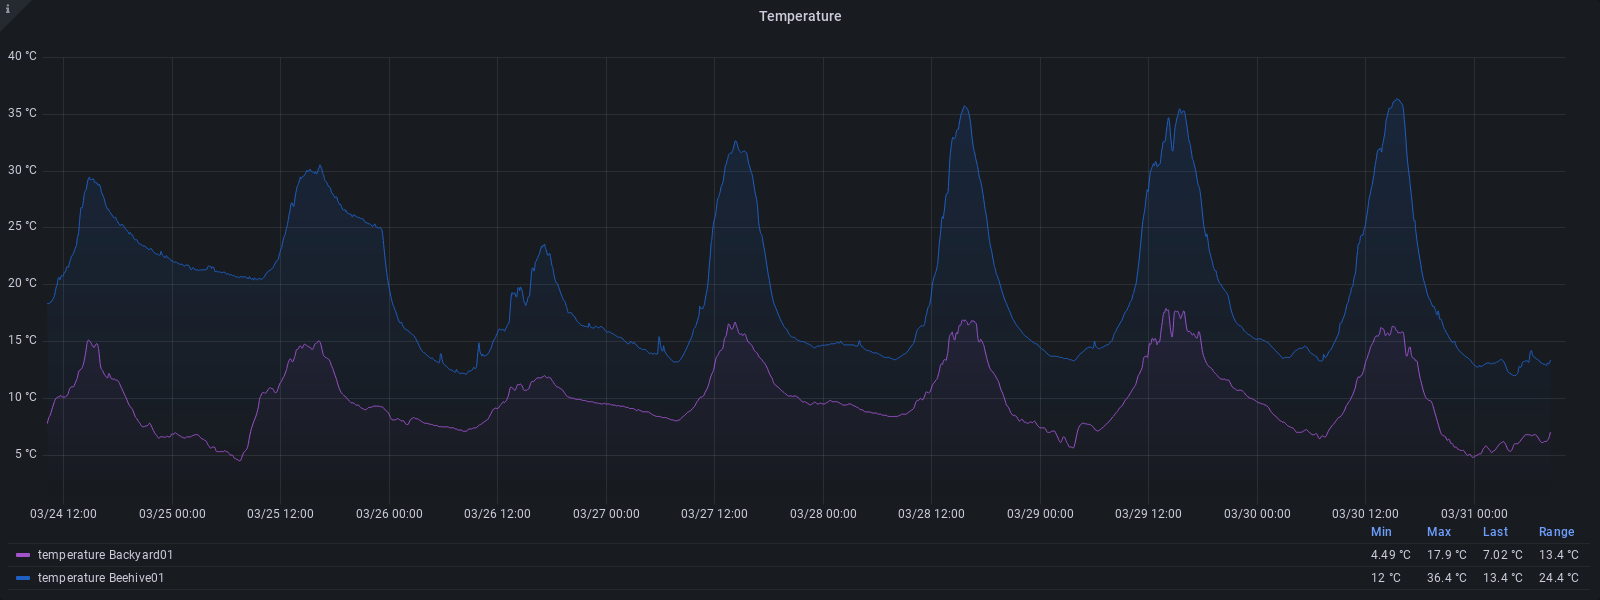 i
Temperature
40 °C
35 °C
30 °C
25 °C
20 °C
15 °C
10 °C
5 °C
03/24 12:00 03/25 00:00 03/25 12:00 03/26 00:00 03/26 12:00 03/27 00:00 03/27 12:00 03/28 00:00 03/28 12:00 03/29 00:00 03/29 12:00 03/30 00:00 03/30 12:00 03/31 00:00
Min Max Last Range
temperature Backyard01 4.49 °C 17.9 °C 7.02 °C 13.4 °C
temperature Beehive01 12 °C 36.4 °C 13.4 °C 24.4 °C